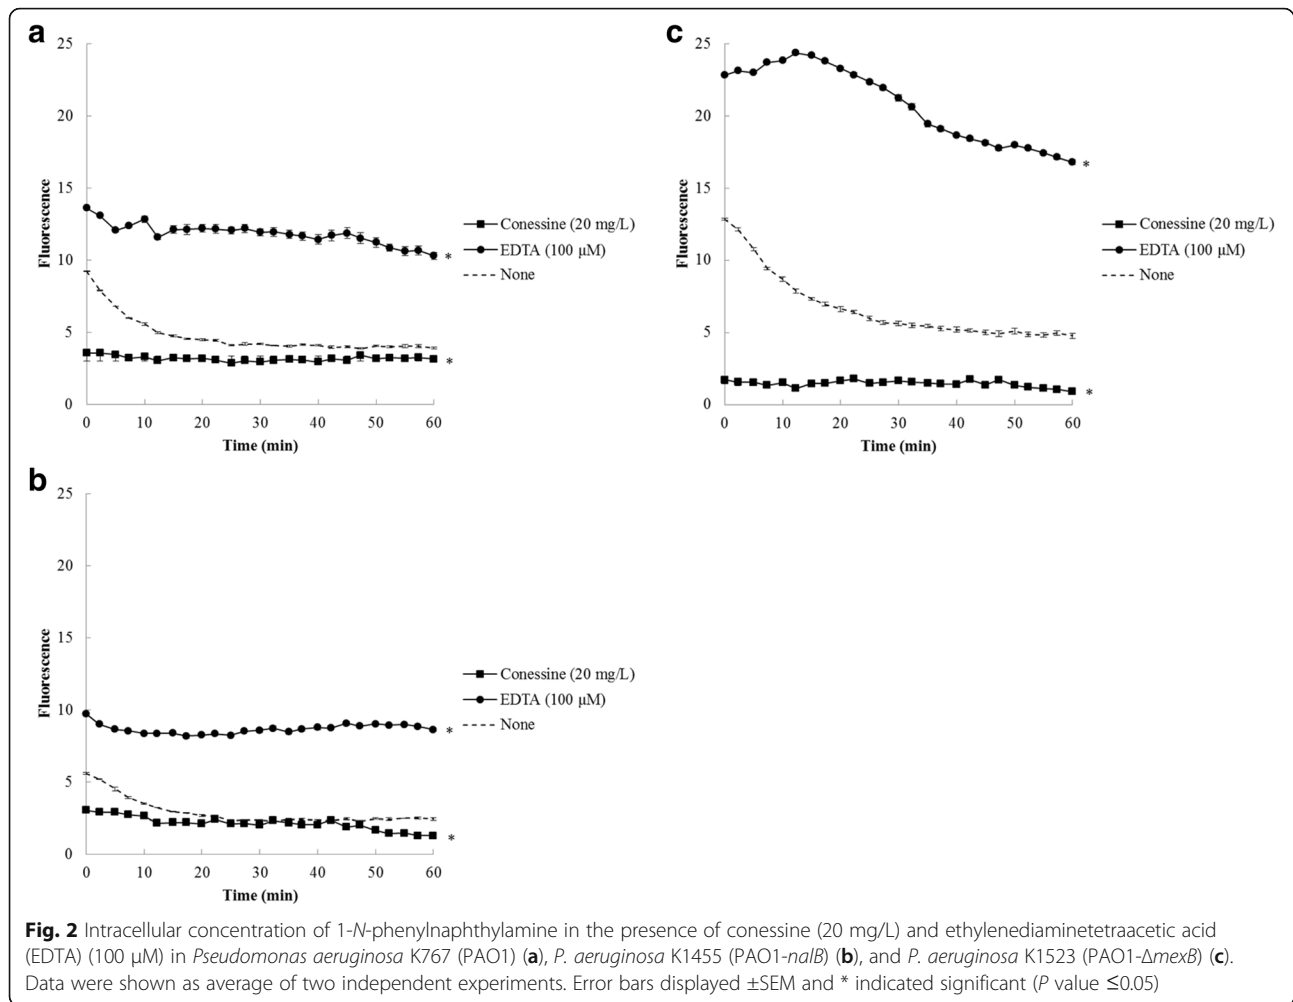 a
25
20
15
10
5
0
Fluorescence
0 10 20 30 40 50 60
Time (min)
Conessine (20 mg/L)
EDTA (100 µM)
None
*
*
c
25
20
15
10
5
0
Fluorescence
0 10 20 30 40 50 60
Time (min)
Conessine (20 mg/L)
EDTA (100 µM)
None
*
*
b
25
20
15
10
5
0
Fluorescence
0 10 20 30 40 50 60
Time (min)
Conessine (20 mg/L)
EDTA (100 µM)
None
*
*
Fig. 2 Intracellular concentration of 1-N-phenylnaphthylamine in the presence of conessine (20 mg/L) and ethylenediaminetetraacetic acid
(EDTA) (100 µM) in Pseudomonas aeruginosa K767 (PAO1) (a), P. aeruginosa K1455 (PAO1-nalB) (b), and P. aeruginosa K1523 (PAO1-ΔmexB) (c).
Data were shown as average of two independent experiments. Error bars displayed ±SEM and * indicated significant (P value ≤0.05)